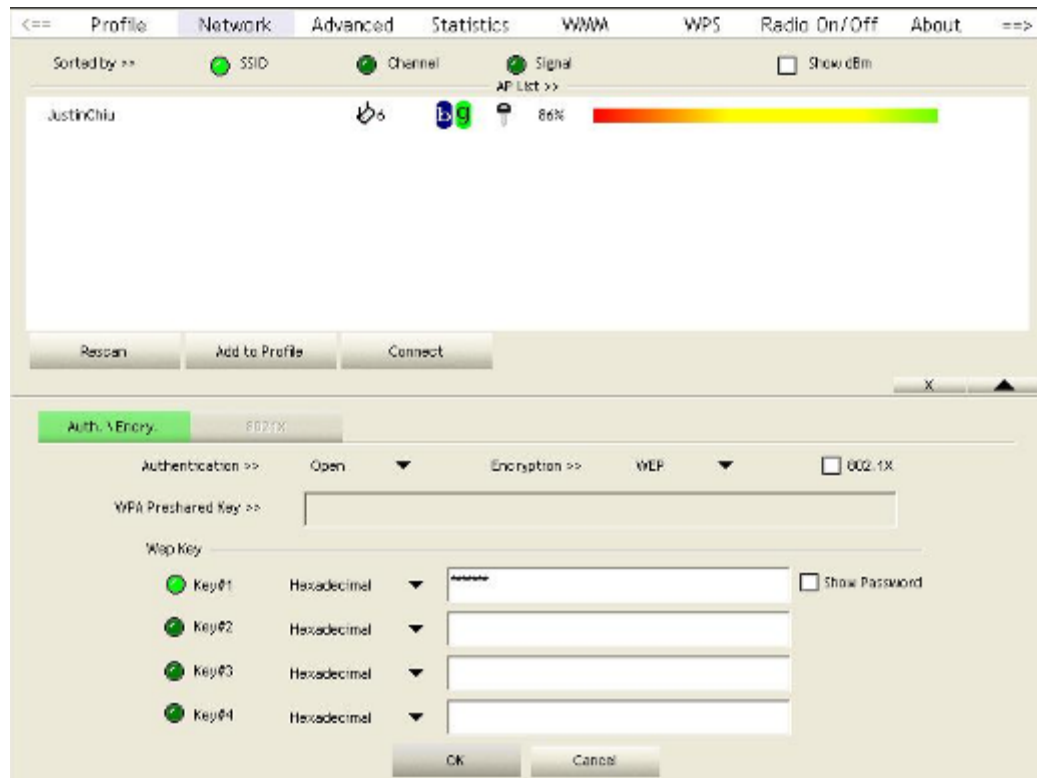 <== Profile Network Advanced Statistics WMM WPS Radio On/Off About ==>
Sorted by >> SSID Channel Signal Show dBm
AP List >>
JustinChiu 6 b g 86%
Rescan Add to Profile Connect
X
Auth. \ Encry. 802.1X
Authentication >> Open Encryption >> WEP 802.1X
WPA Preshared Key >>
Wep Key
Key#1 Hexadecimal ****** Show Password
Key#2 Hexadecimal
Key#3 Hexadecimal
Key#4 Hexadecimal
OK Cancel